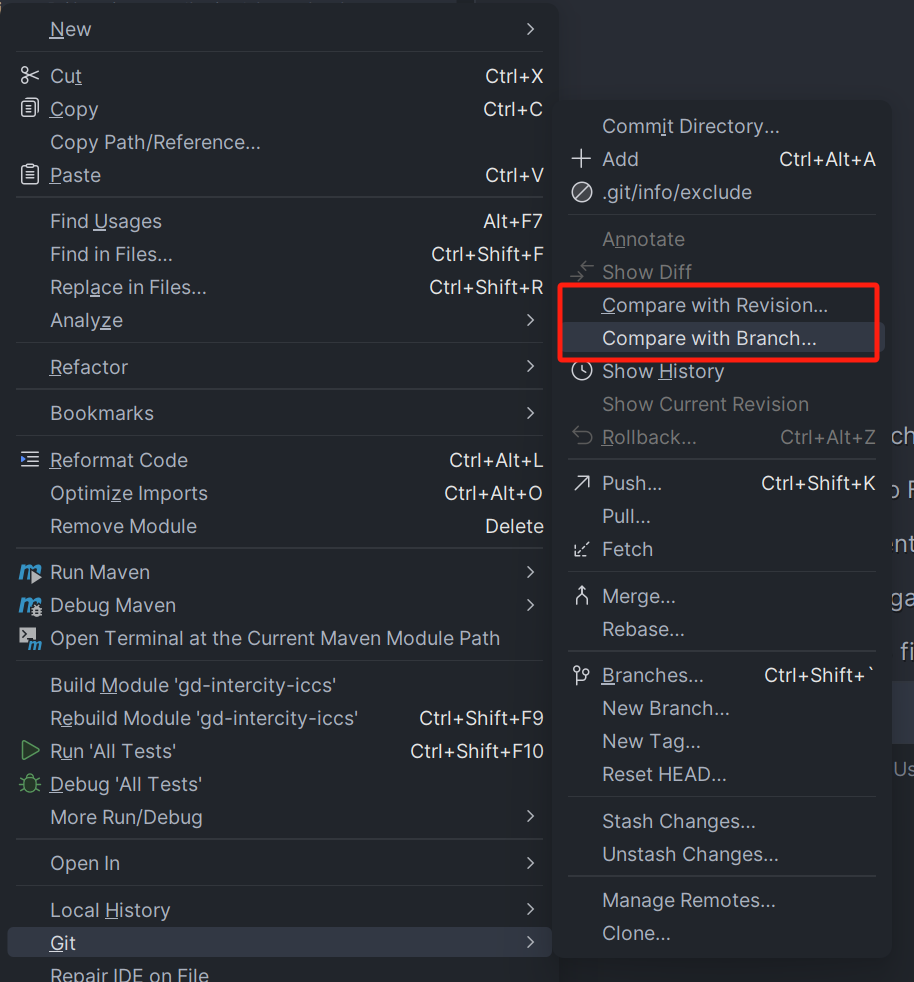 New
Cut Ctrl+X
Copy Ctrl+C
Copy Path/Reference...
Paste Ctrl+V
Find Usages Alt+F7
Find in Files... Ctrl+Shift+F
Replace in Files... Ctrl+Shift+R
Analyze
Refactor
Bookmarks
Reformat Code Ctrl+Alt+L
Optimize Imports Ctrl+Alt+O
Remove Module Delete
Run Maven
Debug Maven
Open Terminal at the Current Maven Module Path
Build Module 'gd-intercity-iccs'
Rebuild Module 'gd-intercity-iccs' Ctrl+Shift+F9
Run 'All Tests' Ctrl+Shift+F10
Debug 'All Tests'
More Run/Debug
Open In
Local History
Git
Repair IDE on File
Commit Directory...
Add Ctrl+Alt+A
.git/info/exclude
Annotate
Show Diff
Compare with Revision...
Compare with Branch...
Show History
Show Current Revision
Rollback... Ctrl+Alt+Z
Push... Ctrl+Shift+K
Pull...
Fetch
Merge...
Rebase...
Branches... Ctrl+Shift+`
New Branch...
New Tag...
Reset HEAD...
Stash Changes...
Unstash Changes...
Manage Remotes...
Clone...